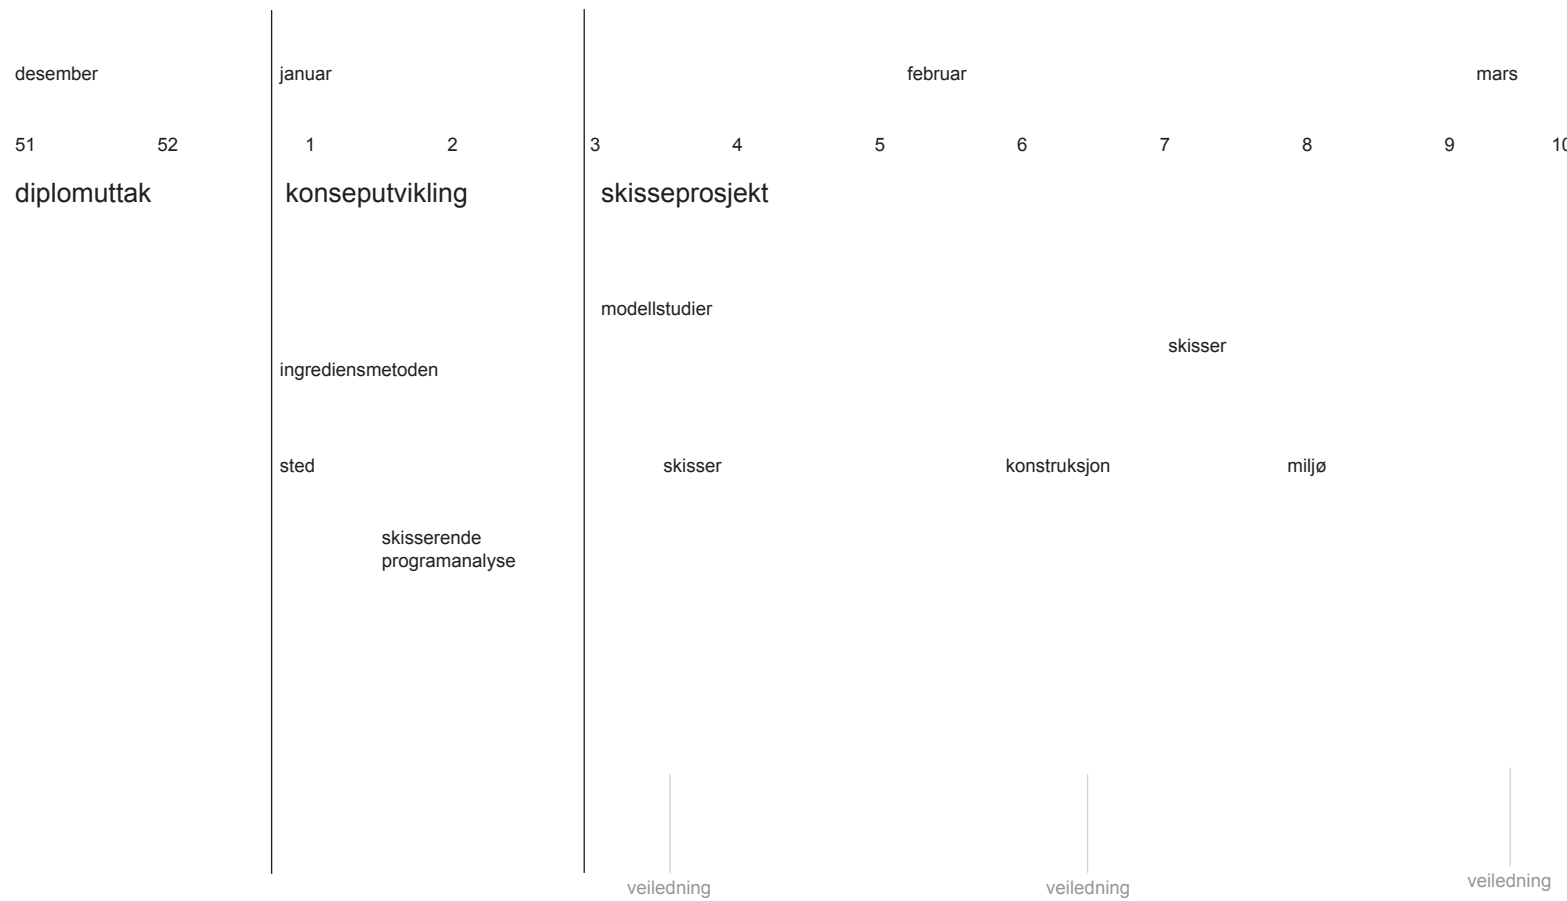 desember januar februar mars
51 52 1 2 3 4 5 6 7 8 9 10
diplomuttak konseputvikling skisseprosjekt
modellstudier
skisser
ingrediensmetoden
sted skisser konstruksjon miljø
skisserende
programanalyse
veiledning veiledning veiledning